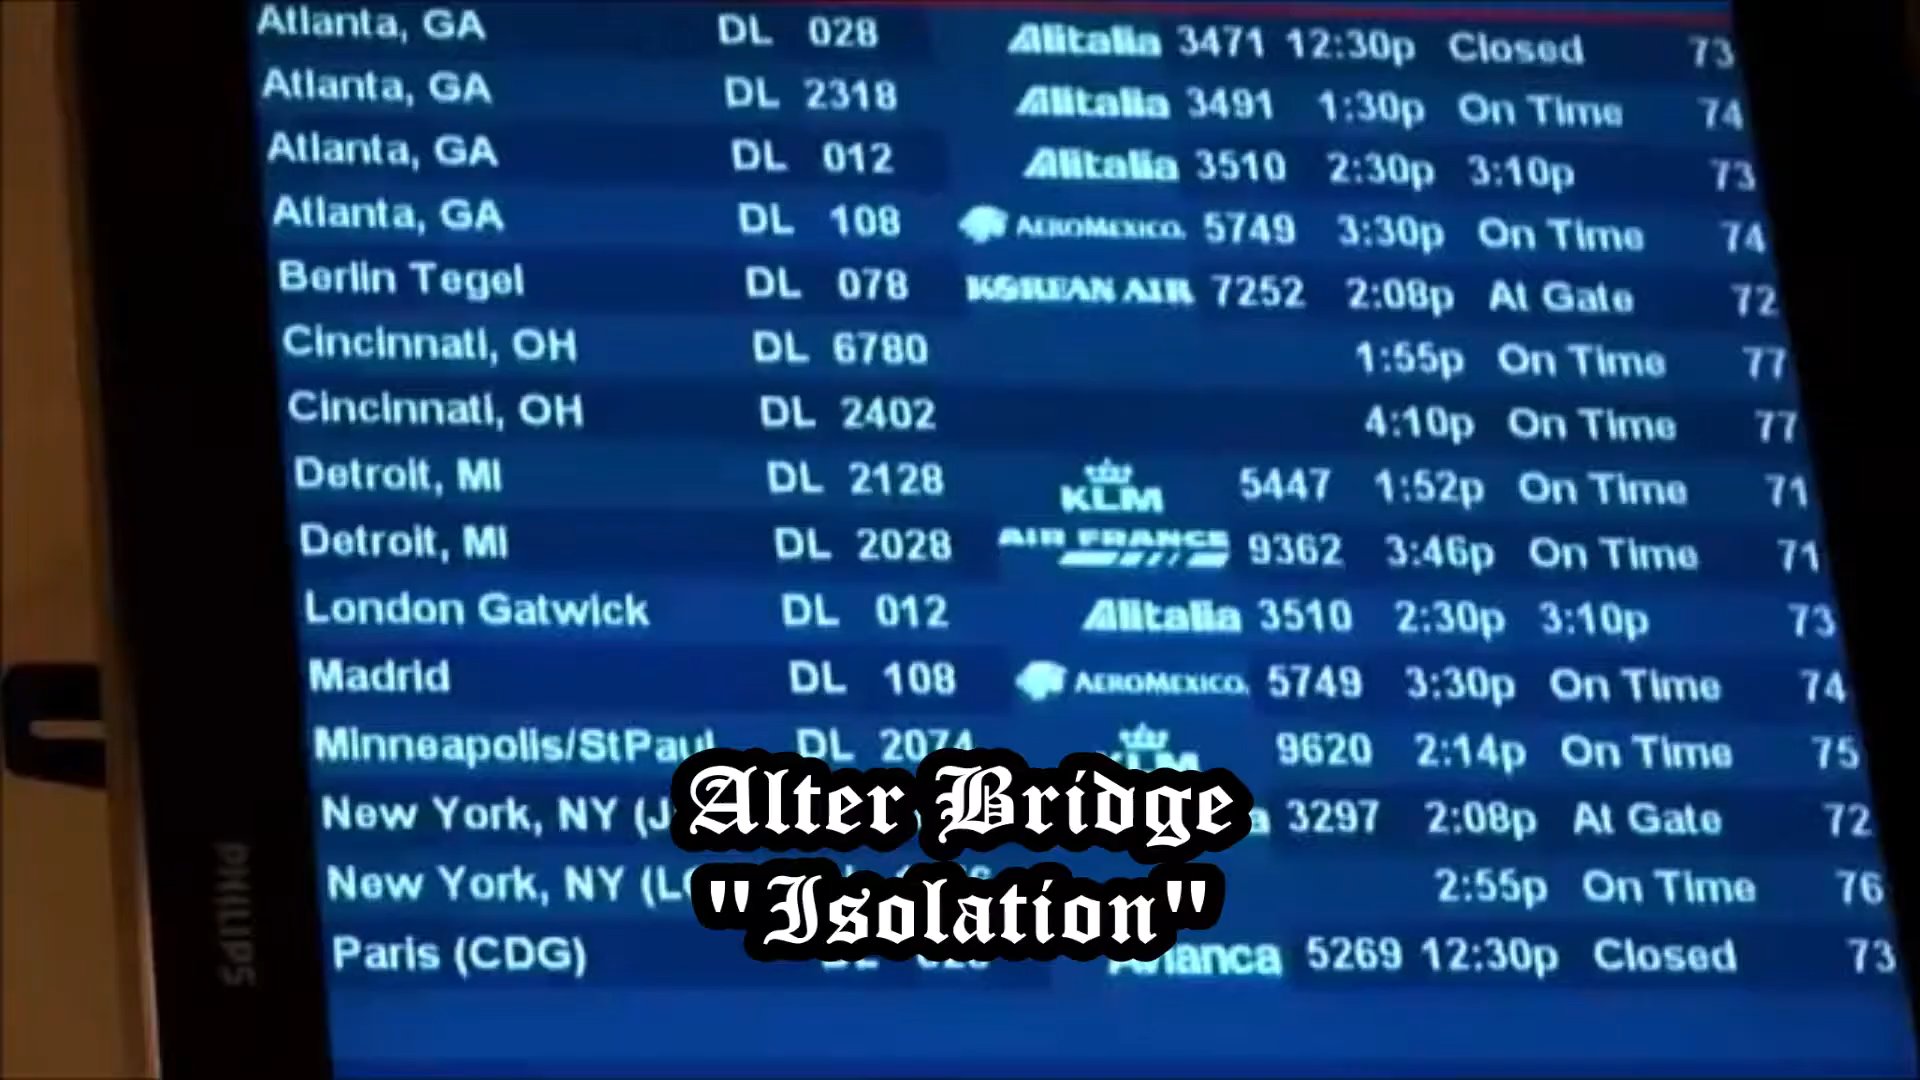 Atlanta, GA DL 028 Alitalia 3471 12:30p Closed 73
Atlanta, GA DL 2318 Alitalia 3491 1:30p On Time 74
Atlanta, GA DL 012 Alitalia 3510 2:30p 3:10p 73
Atlanta, GA DL 108 AEROMEXICO. 5749 3:30p On Time 74
Berlin Tegel DL 078 KOREAN AIR 7252 2:08p At Gate 72
Cincinnati, OH DL 6780 1:55p On Time 77
Cincinnati, OH DL 2402 4:10p On Time 77
Detroit, MI DL 2128 KLM 5447 1:52p On Time 71
Detroit, MI DL 2028 AIR FRANCE 9362 3:46p On Time 71
London Gatwick DL 012 Alitalia 3510 2:30p 3:10p 73
Madrid DL 108 AEROMEXICO. 5749 3:30p On Time 74
Minneapolis/StPaul DL 2074 KLM 9620 2:14p On Time 75
New York, NY 3297 2:08p At Gate 72
New York, NY 2:55p On Time 76
Paris (CDG) Avianca 5269 12:30p Closed 73
Alter Bridge
"Isolation"
PHILIPS